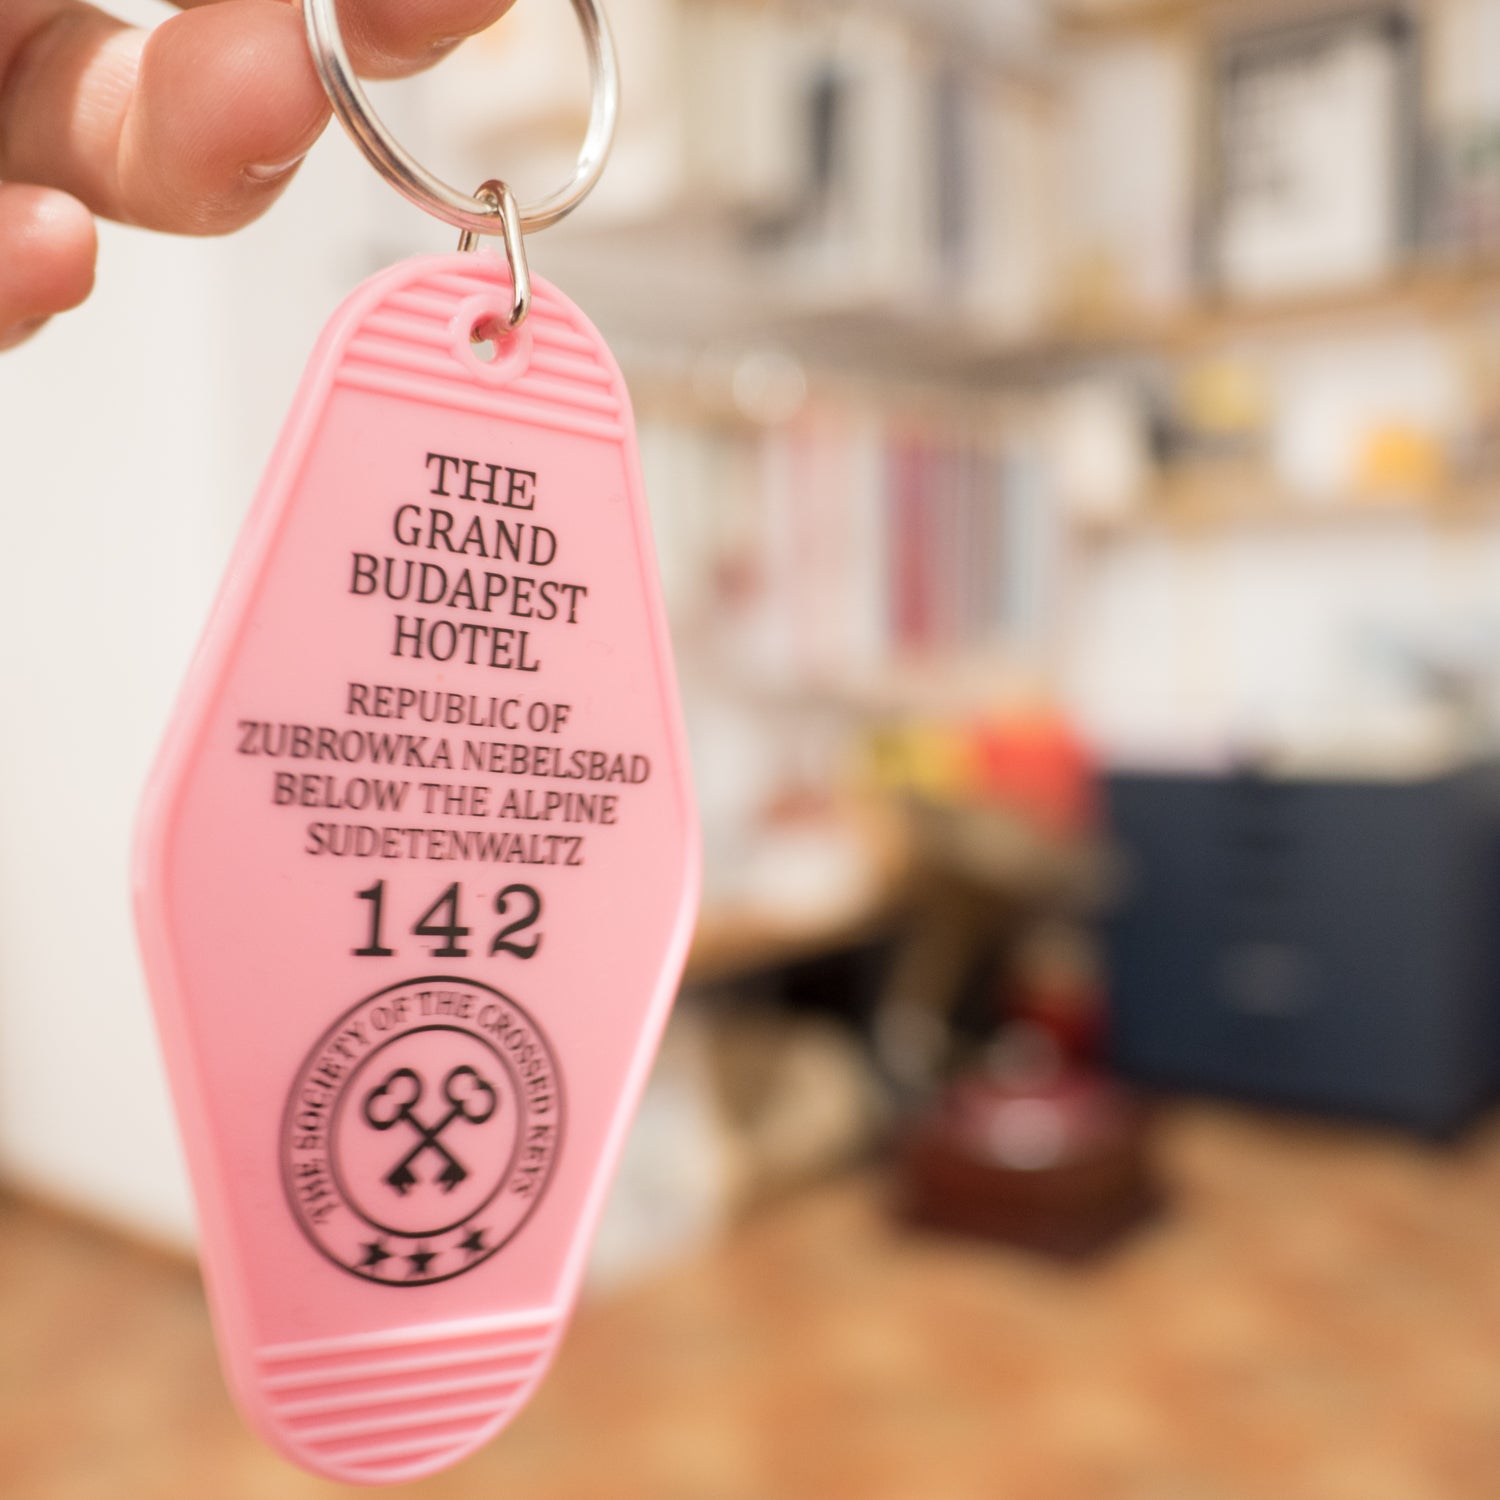 THE
GRAND
BUDAPEST
HOTEL
REPUBLIC OF
ZUBROWKA NEBELSBAD
BELOW THE ALPINE
SUDETENWALTZ
142
THE SOCIETY OF THE CROSSED KEYS